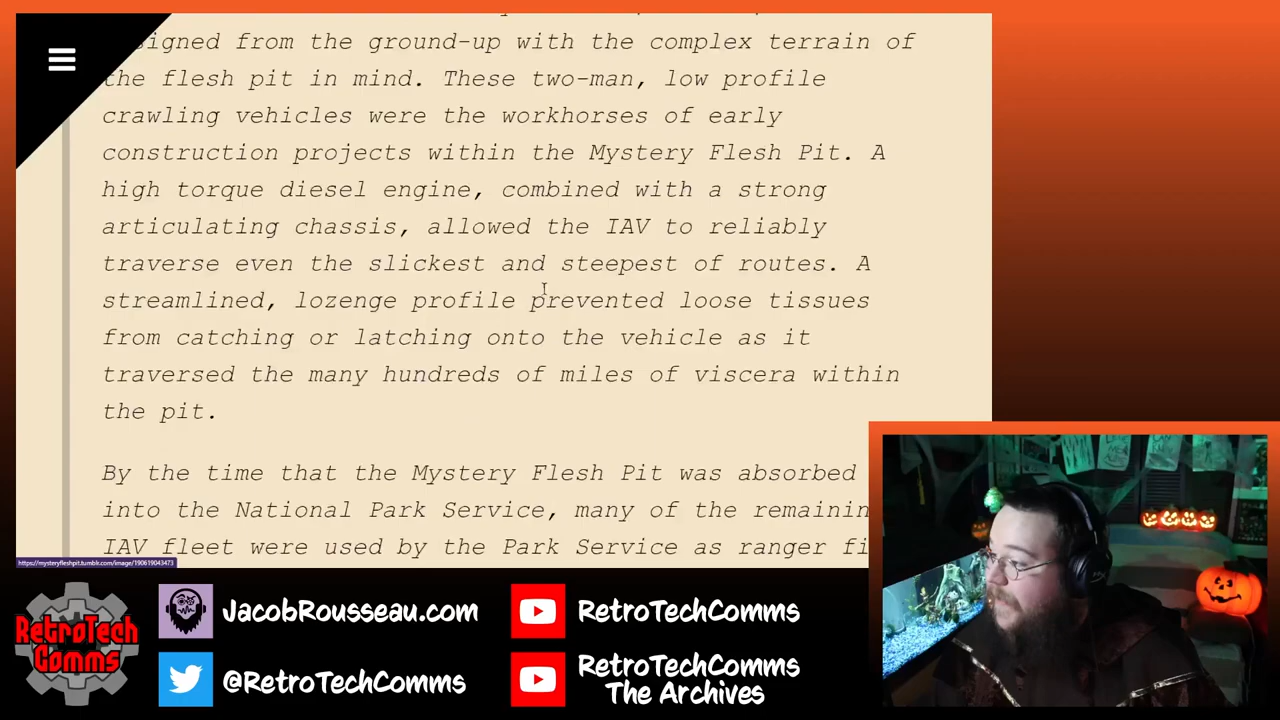 signed from the ground-up with the complex terrain of
the flesh pit in mind. These two-man, low profile
crawling vehicles were the workhorses of early
construction projects within the Mystery Flesh Pit. A
high torque diesel engine, combined with a strong
articulating chassis, allowed the IAV to reliably
traverse even the slickest and steepest of routes. A
streamlined, lozenge profile prevented loose tissues
from catching or latching onto the vehicle as it
traversed the many hundreds of miles of viscera within
the pit.
By the time that the Mystery Flesh Pit was absorbed
into the National Park Service, many of the remainin
IAV fleet were used by the Park Service as ranger fi
https://mysteryfleshpit.tumblr.com/image/190619043473
RetroTech
Comms
JacobRousseau.com
@RetroTechComms
RetroTechComms
RetroTechComms
The Archives